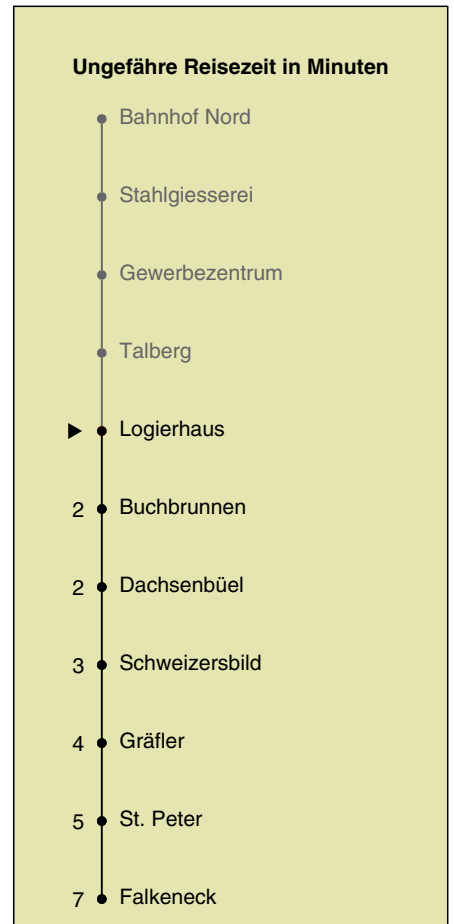 Ungefähre Reisezeit in Minuten
Bahnhof Nord
Stahlgiesserei
Gewerbezentrum
Talberg
Logierhaus
2 Buchbrunnen
2 Dachsenbüel
3 Schweizersbild
4 Gräfler
5 St. Peter
7 Falkeneck